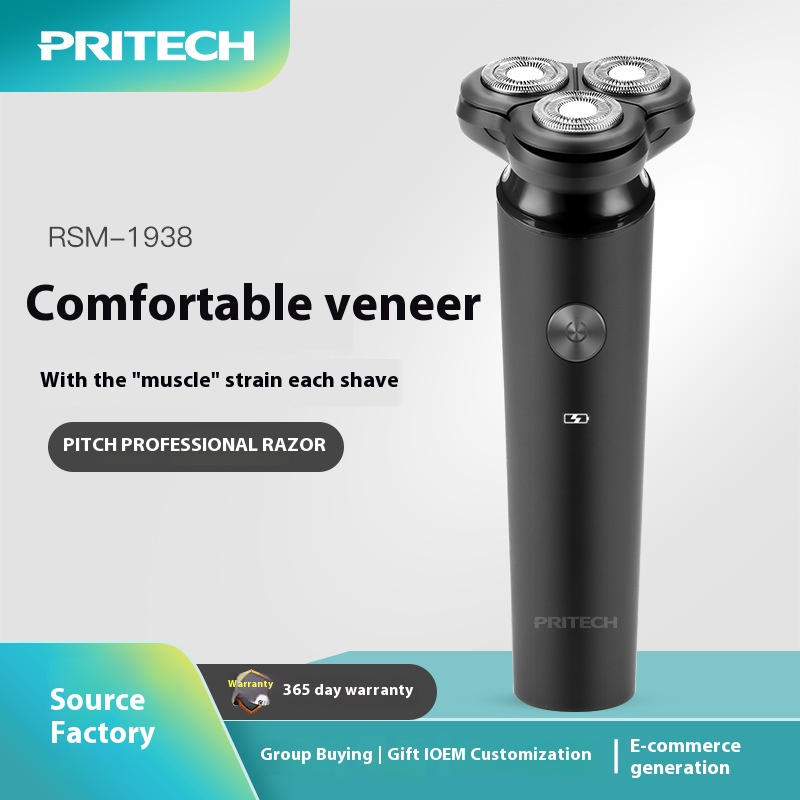 PRITECH
RSM-1938
Comfortable veneer
With the "muscle" strain each shave
PITCH PROFESSIONAL RAZOR
PRITECH
Source
Factory
Warranty
365 day warranty
Group Buying | Gift IOEM Customization
E-commerce
generation